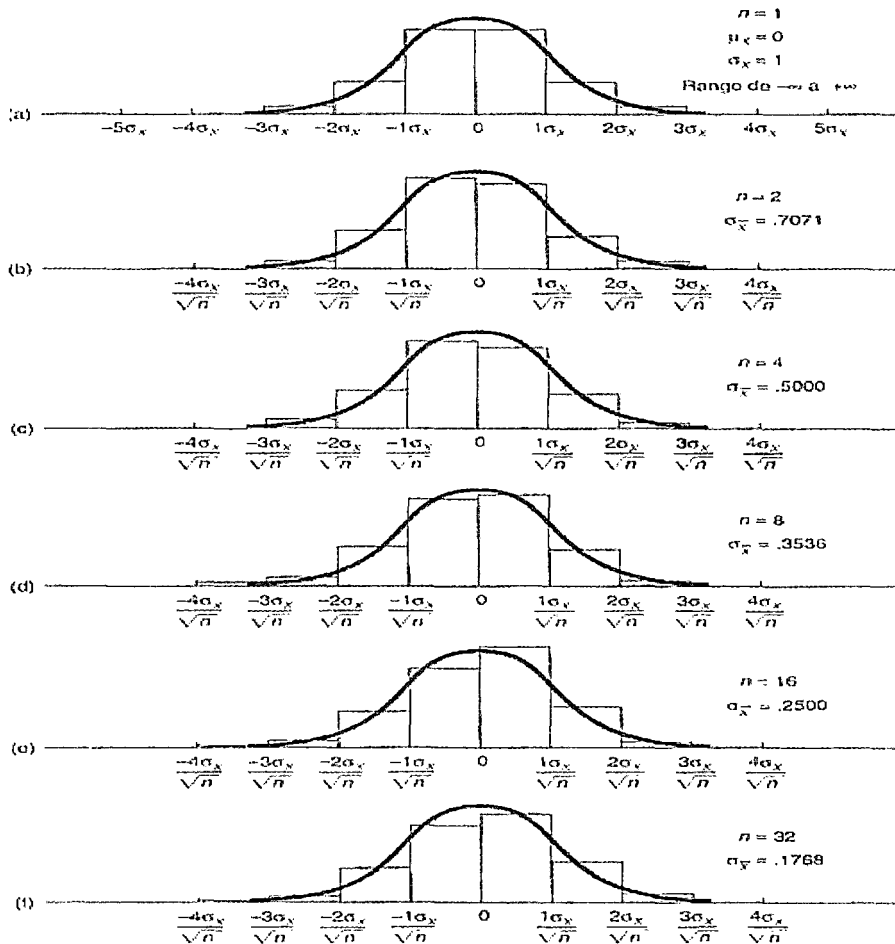 n = 1
μx = 0
σx = 1
Rango de −∞ a +∞
(a)
−5σx −4σx −3σx −2σx −1σx 0 1σx 2σx 3σx 4σx 5σx
n = 2
σx̄ = .7071
(b)
−4σx/√n −3σx/√n −2σx/√n −1σx/√n 0 1σx/√n 2σx/√n 3σx/√n 4σx/√n
n = 4
σx̄ = .5000
(c)
−4σx/√n −3σx/√n −2σx/√n −1σx/√n 0 1σx/√n 2σx/√n 3σx/√n 4σx/√n
n = 8
σx̄ = .3536
(d)
−4σx/√n −3σx/√n −2σx/√n −1σx/√n 0 1σx/√n 2σx/√n 3σx/√n 4σx/√n
n = 16
σx̄ = .2500
(e)
−4σx/√n −3σx/√n −2σx/√n −1σx/√n 0 1σx/√n 2σx/√n 3σx/√n 4σx/√n
n = 32
σx̄ = .1768
(f)
−4σx/√n −3σx/√n −2σx/√n −1σx/√n 0 1σx/√n 2σx/√n 3σx/√n 4σx/√n